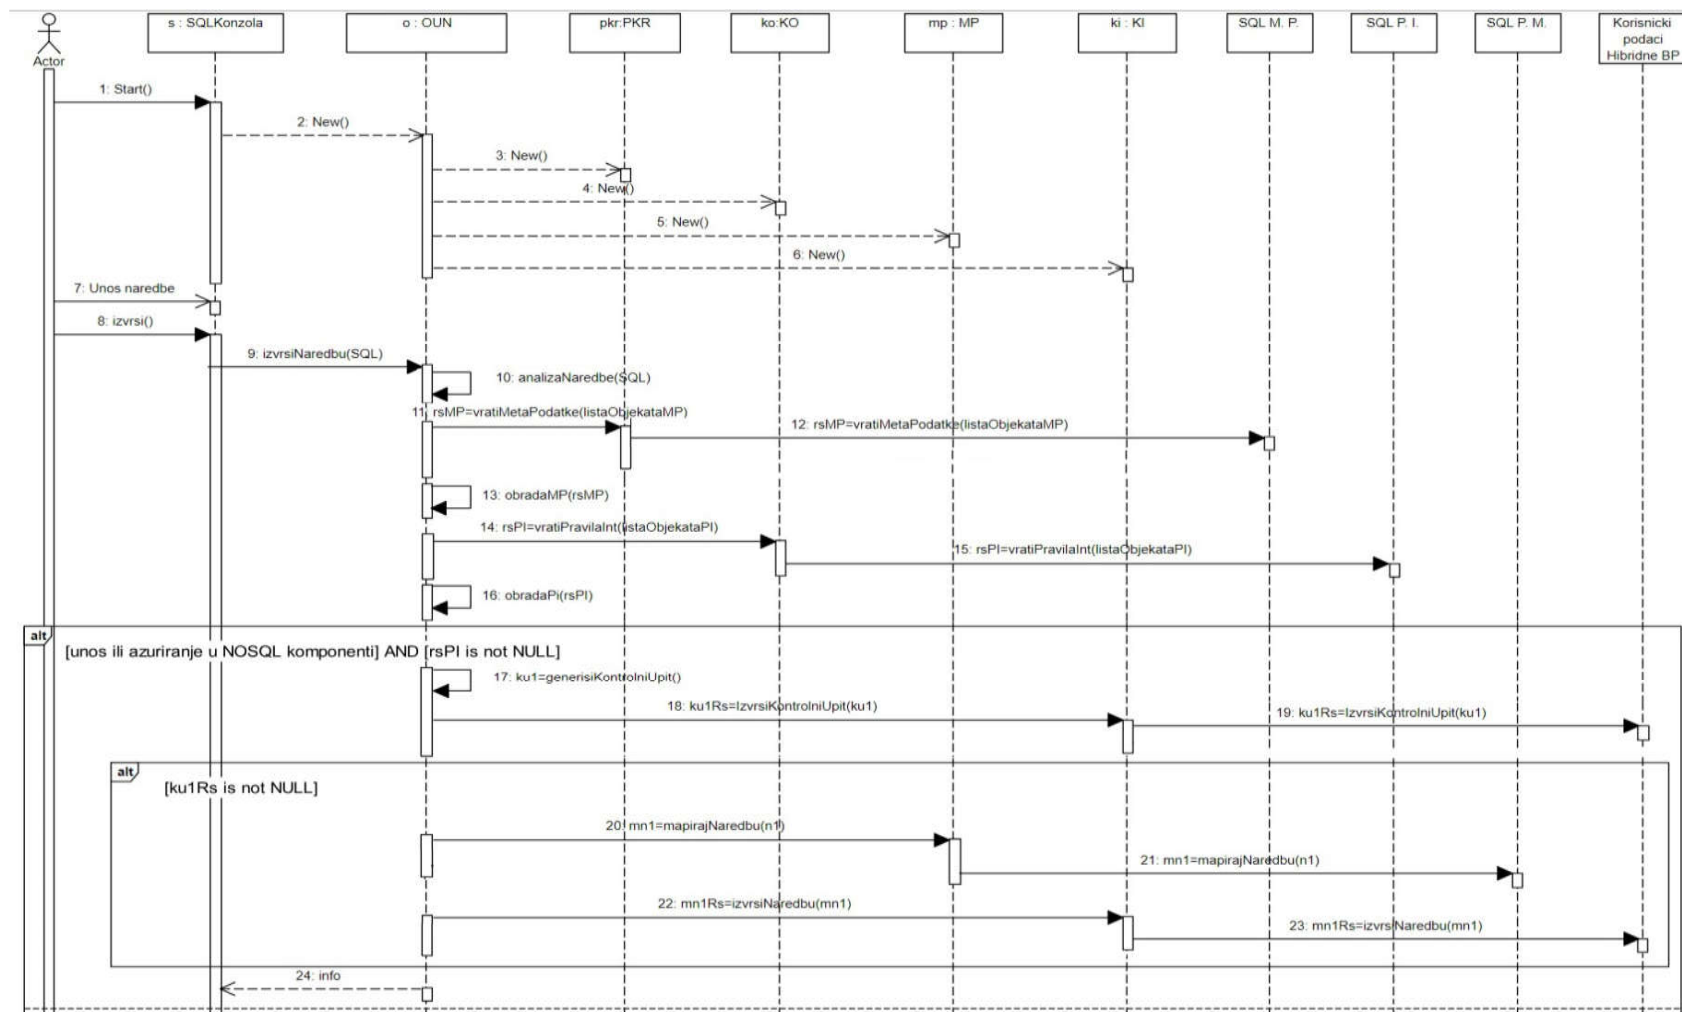 s : SQLKonzola
o : OUN
pkr:PKR
ko:KO
mp : MP
ki : KI
SQL M. P.
SQL P. I.
SQL P. M.
Korisnicki
podaci
Hibridne BP
Actor
1: Start()
2: New()
3: New()
4: New()
5: New()
6: New()
7: Unos naredbe
8: izvrsi()
9: izvrsiNaredbu(SQL)
10: analizaNaredbe(SQL)
11: rsMP=vratiMetaPodatke(listaObjekataMP)
12: rsMP=vratiMetaPodatke(listaObjekataMP)
13: obradaMP(rsMP)
14: rsPI=vratiPravilaInt(listaObjekataPI)
15: rsPI=vratiPravilaInt(listaObjekataPI)
16: obradaPi(rsPI)
alt
[unos ili azuriranje u NOSQL komponenti] AND [rsPI is not NULL]
17: ku1=generisiKontrolniUpit()
18: ku1Rs=IzvrsiKontrolniUpit(ku1)
19: ku1Rs=IzvrsiKontrolniUpit(ku1)
alt
[ku1Rs is not NULL]
20: mn1=mapirajNaredbu(n1)
21: mn1=mapirajNaredbu(n1)
22: mn1Rs=izvrsiNaredbu(mn1)
23: mn1Rs=izvrsiNaredbu(mn1)
24: info